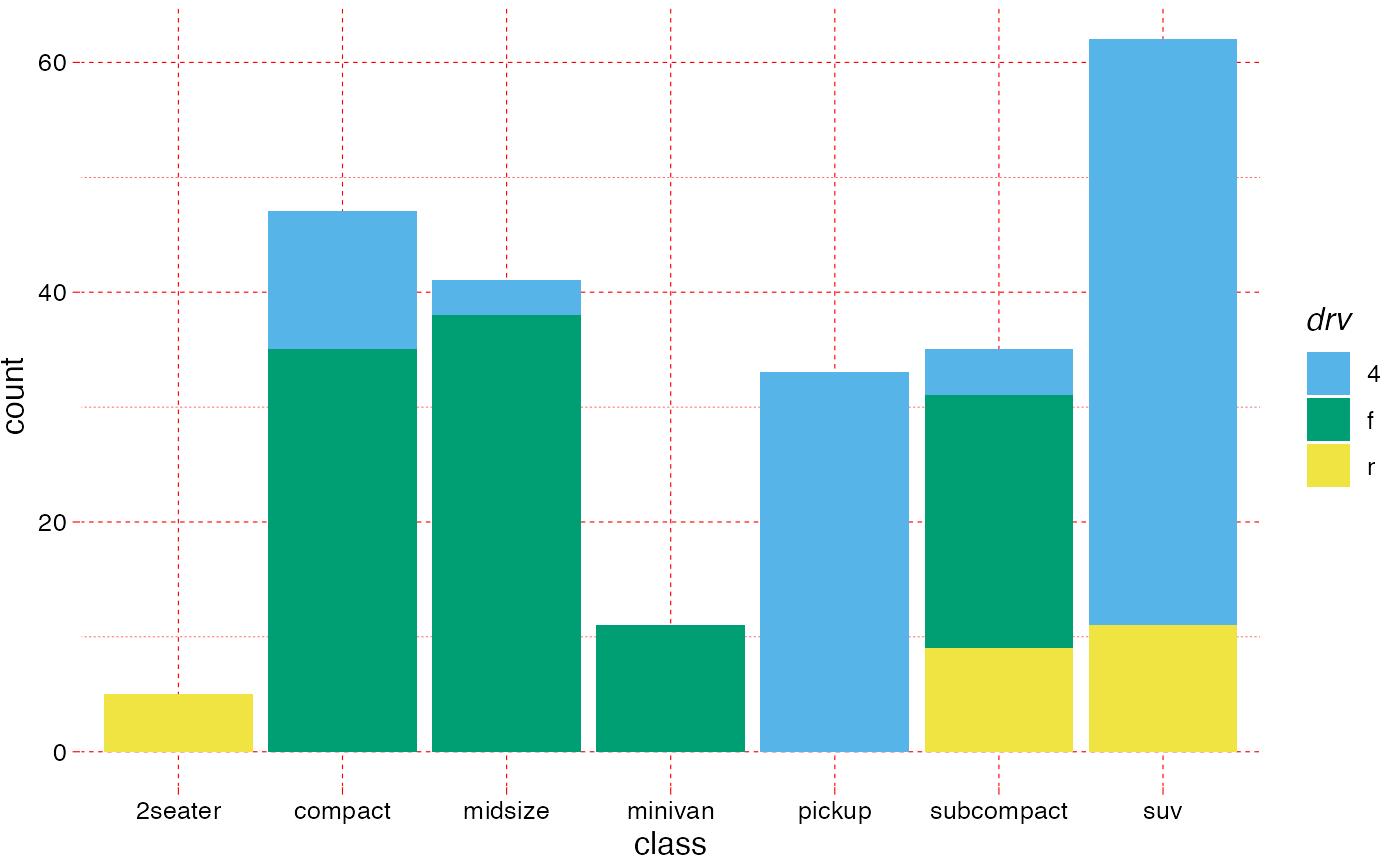 60
40
20
0
count
2seater compact midsize minivan pickup subcompact suv
class
drv
4
f
r